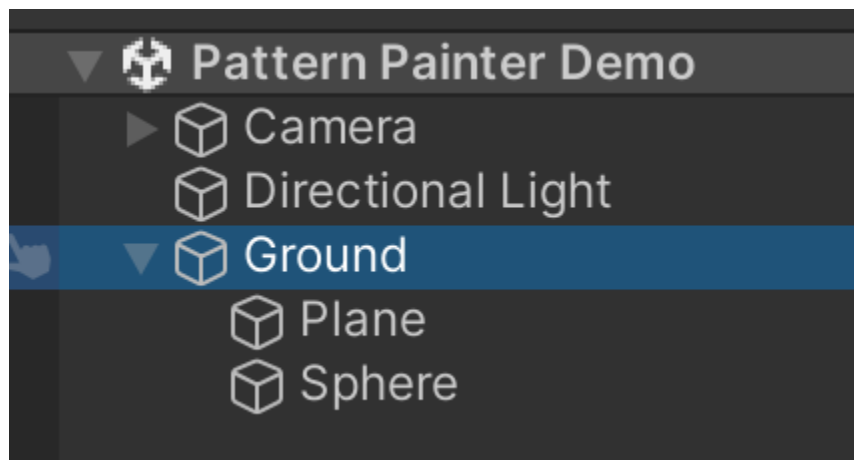 Pattern Painter Demo
Camera
Directional Light
Ground
Plane
Sphere